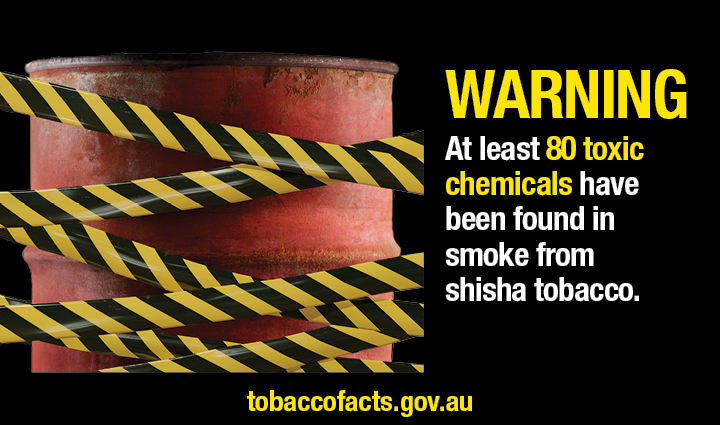 WARNING
At least 80 toxic
chemicals have
been found in
smoke from
shisha tobacco.
tobaccofacts.gov.au